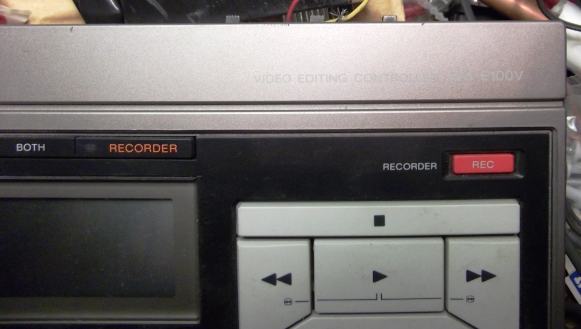 VIDEO EDITING CONTROLLER E100V
BOTH RECORDER
RECORDER REC